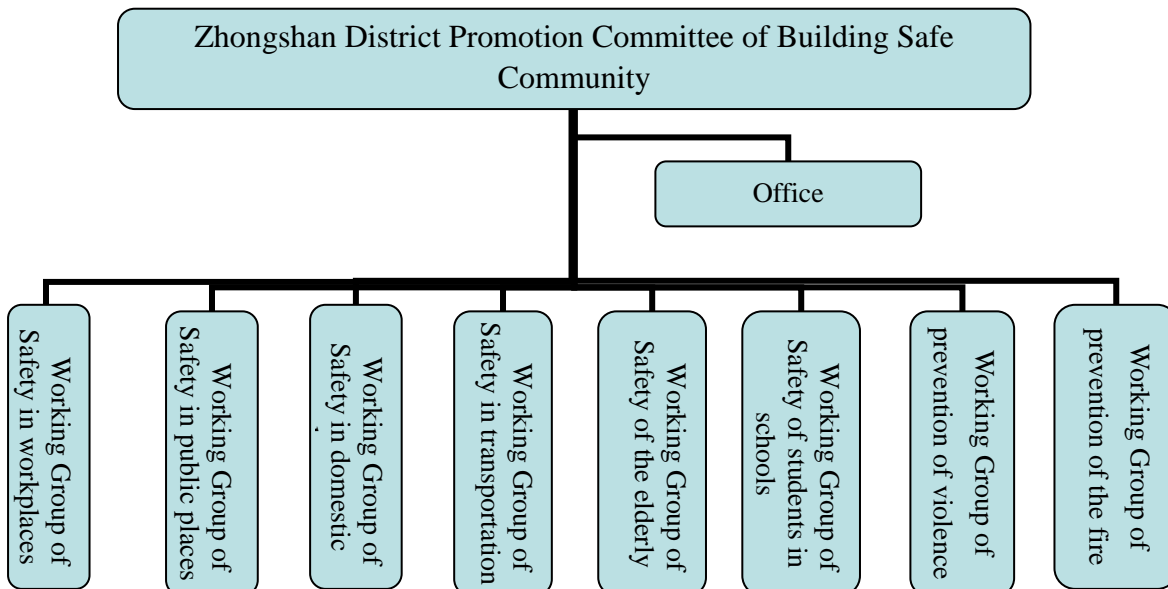 Zhongshan District Promotion Committee of Building Safe
Community
Office
Working Group of
Safety in workplaces
Working Group of
Safety in public places
Working Group of
Safety in domestic
Working Group of
Safety in transportation
Working Group of
Safety of the elderly
Working Group of
Safety of students in
schools
Working Group of
prevention of violence
Working Group of
prevention of the fire